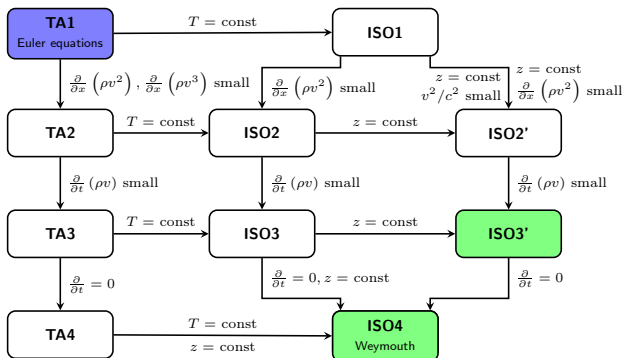 TA1
Euler equations
T = const
ISO1
∂/∂x (ρv²) , ∂/∂x (ρv³) small
∂/∂x (ρv²) small
z = const
v²/c² small
z = const
∂/∂x (ρv²) small
TA2
T = const
ISO2
z = const
ISO2'
∂/∂t (ρv) small
∂/∂t (ρv) small
∂/∂t (ρv) small
TA3
T = const
ISO3
z = const
ISO3'
∂/∂t = 0
∂/∂t = 0, z = const
∂/∂t = 0
TA4
T = const
z = const
ISO4
Weymouth